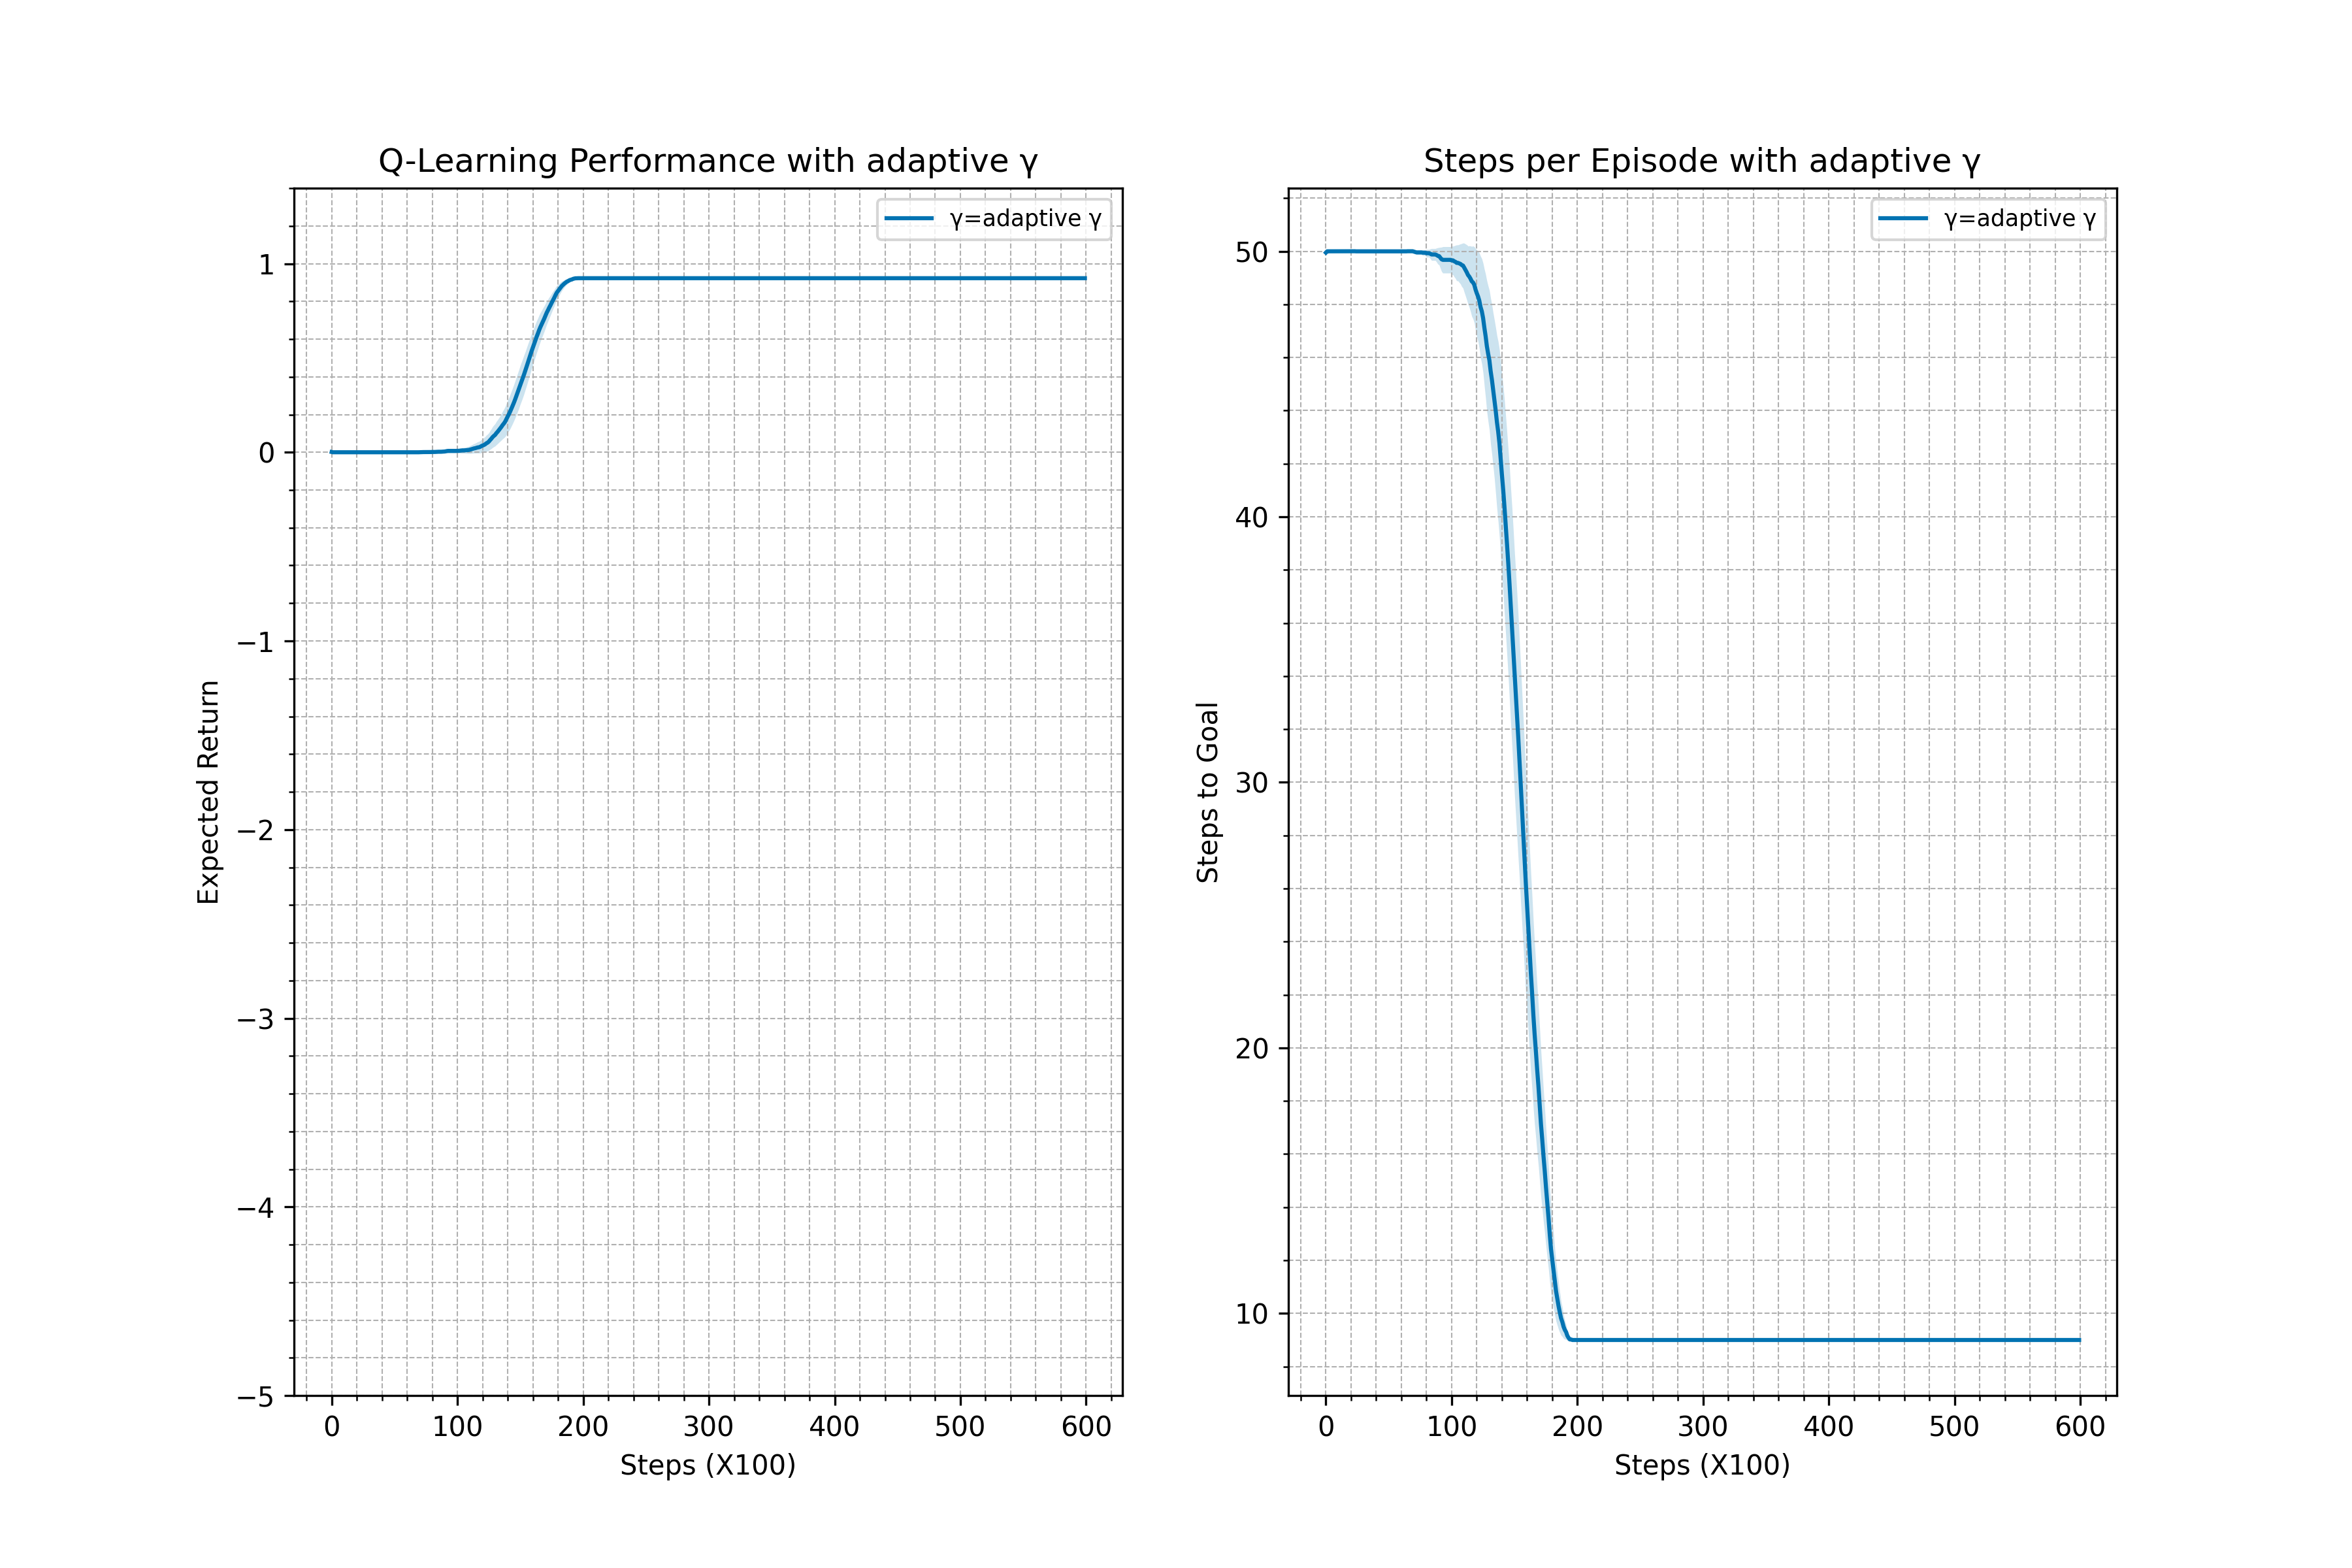 Q-Learning Performance with adaptive γ
γ=adaptive γ
1
0
−1
−2
−3
−4
−5
Expected Return
0 100 200 300 400 500 600
Steps (X100)
Steps per Episode with adaptive γ
γ=adaptive γ
50
40
30
20
10
Steps to Goal
0 100 200 300 400 500 600
Steps (X100)